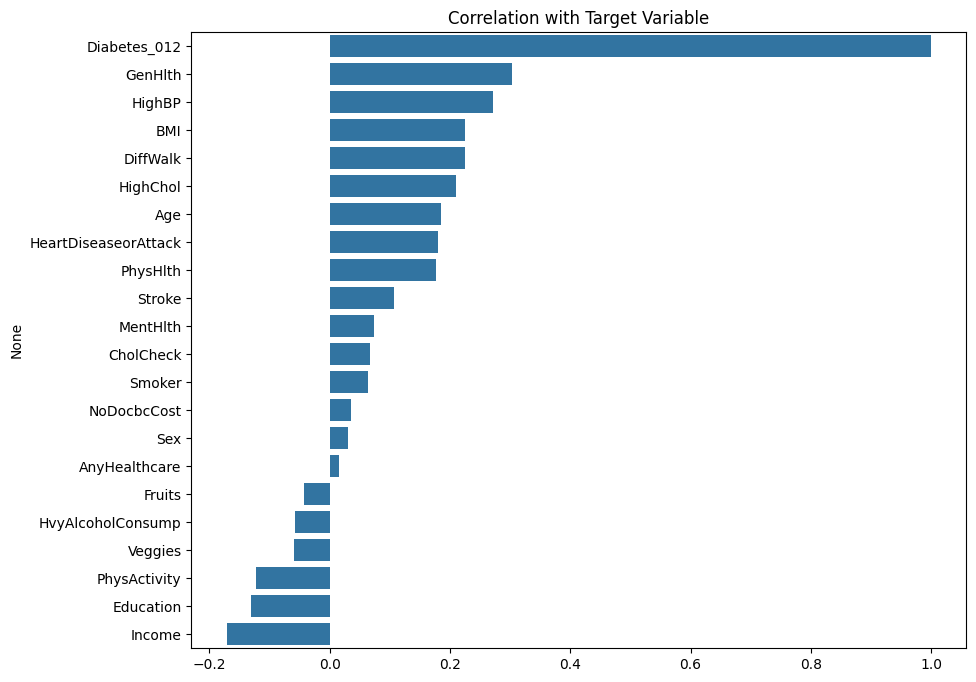 Correlation with Target Variable
Diabetes_012
GenHlth
HighBP
BMI
DiffWalk
HighChol
Age
HeartDiseaseorAttack
PhysHlth
Stroke
MentHlth
CholCheck
Smoker
NoDocbcCost
Sex
AnyHealthcare
Fruits
HvyAlcoholConsump
Veggies
PhysActivity
Education
Income
None
−0.2 0.0 0.2 0.4 0.6 0.8 1.0